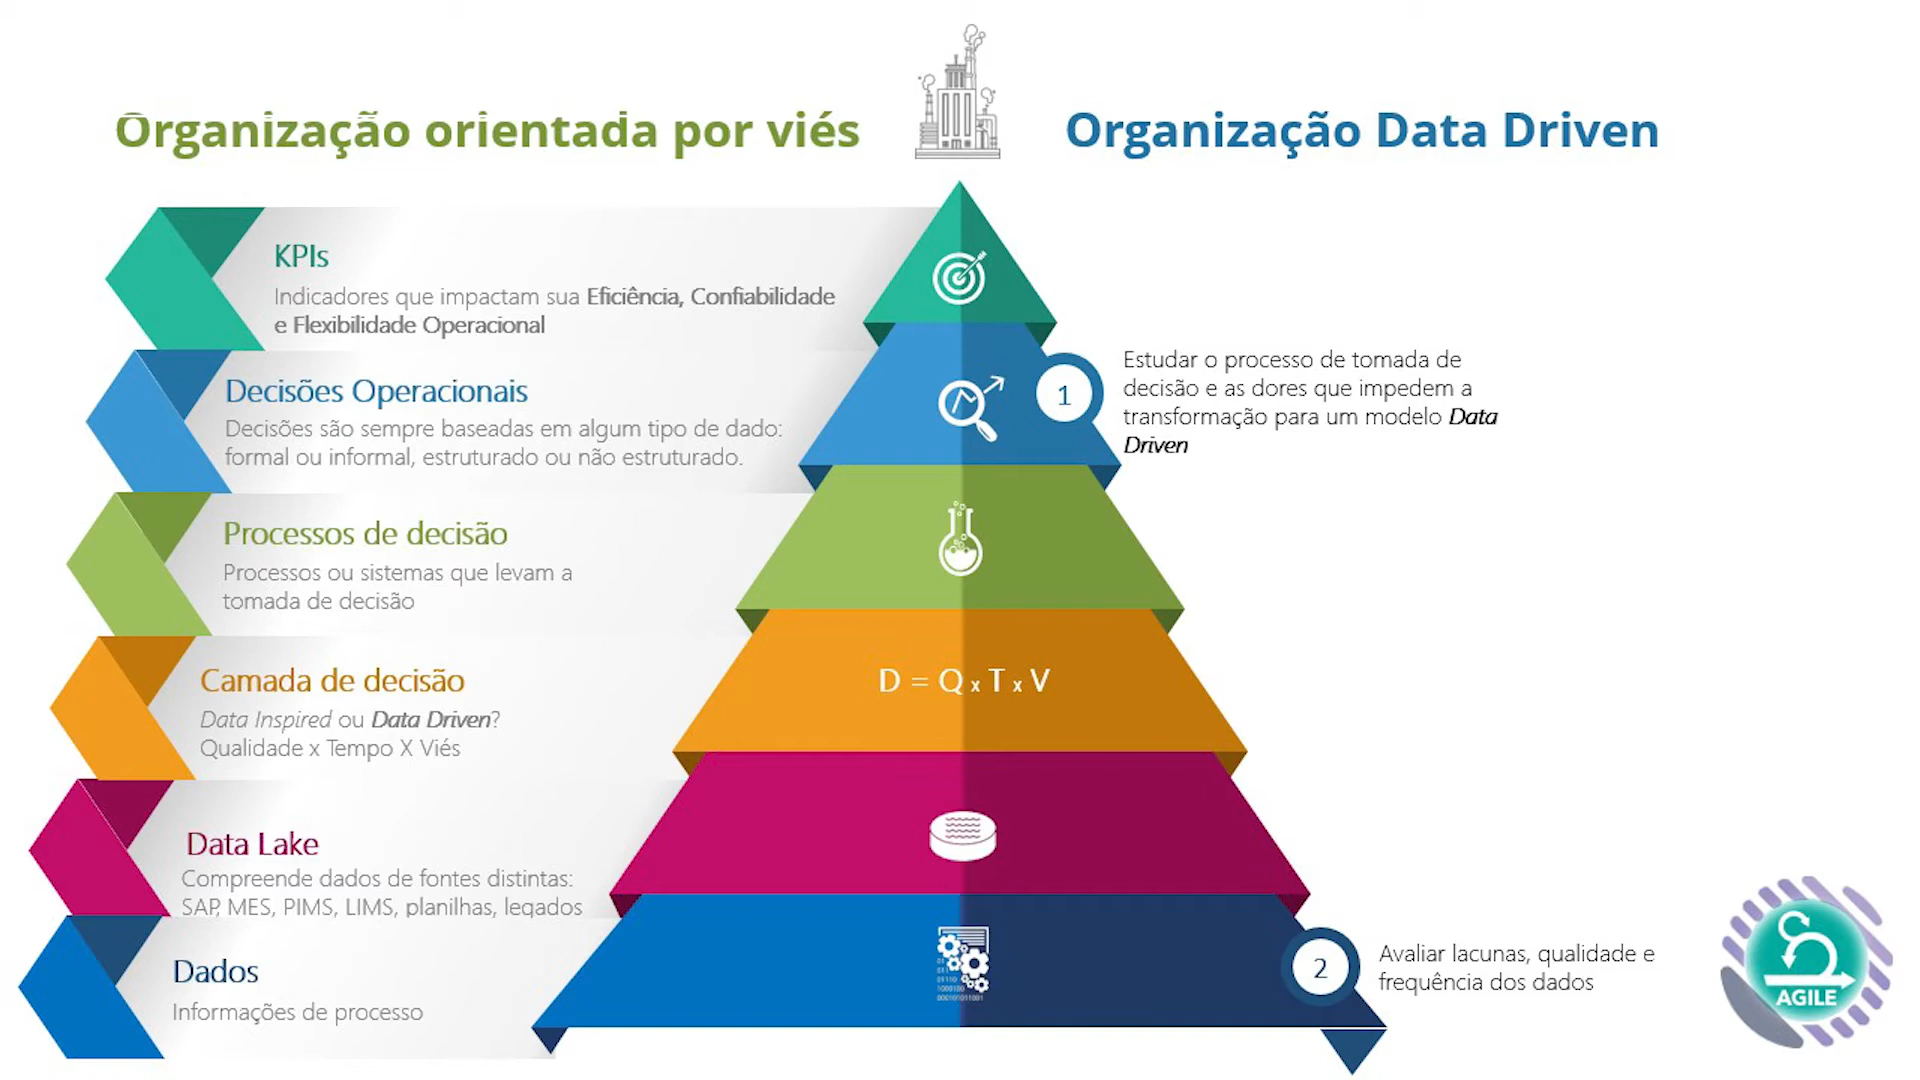 Organização orientada por viés
Organização Data Driven
KPIs
Indicadores que impactam sua Eficiência, Confiabilidade
e Flexibilidade Operacional
Decisões Operacionais
Decisões são sempre baseadas em algum tipo de dado:
formal ou informal, estruturado ou não estruturado.
1
Estudar o processo de tomada de
decisão e as dores que impedem a
transformação para um modelo Data
Driven
Processos de decisão
Processos ou sistemas que levam a
tomada de decisão
Camada de decisão
Data Inspired ou Data Driven?
Qualidade x Tempo X Viés
D = Q x T x V
Data Lake
Compreende dados de fontes distintas:
SAP, MES, PIMS, LIMS, planilhas, legados
Dados
Informações de processo
2
Avaliar lacunas, qualidade e
frequência dos dados
AGILE